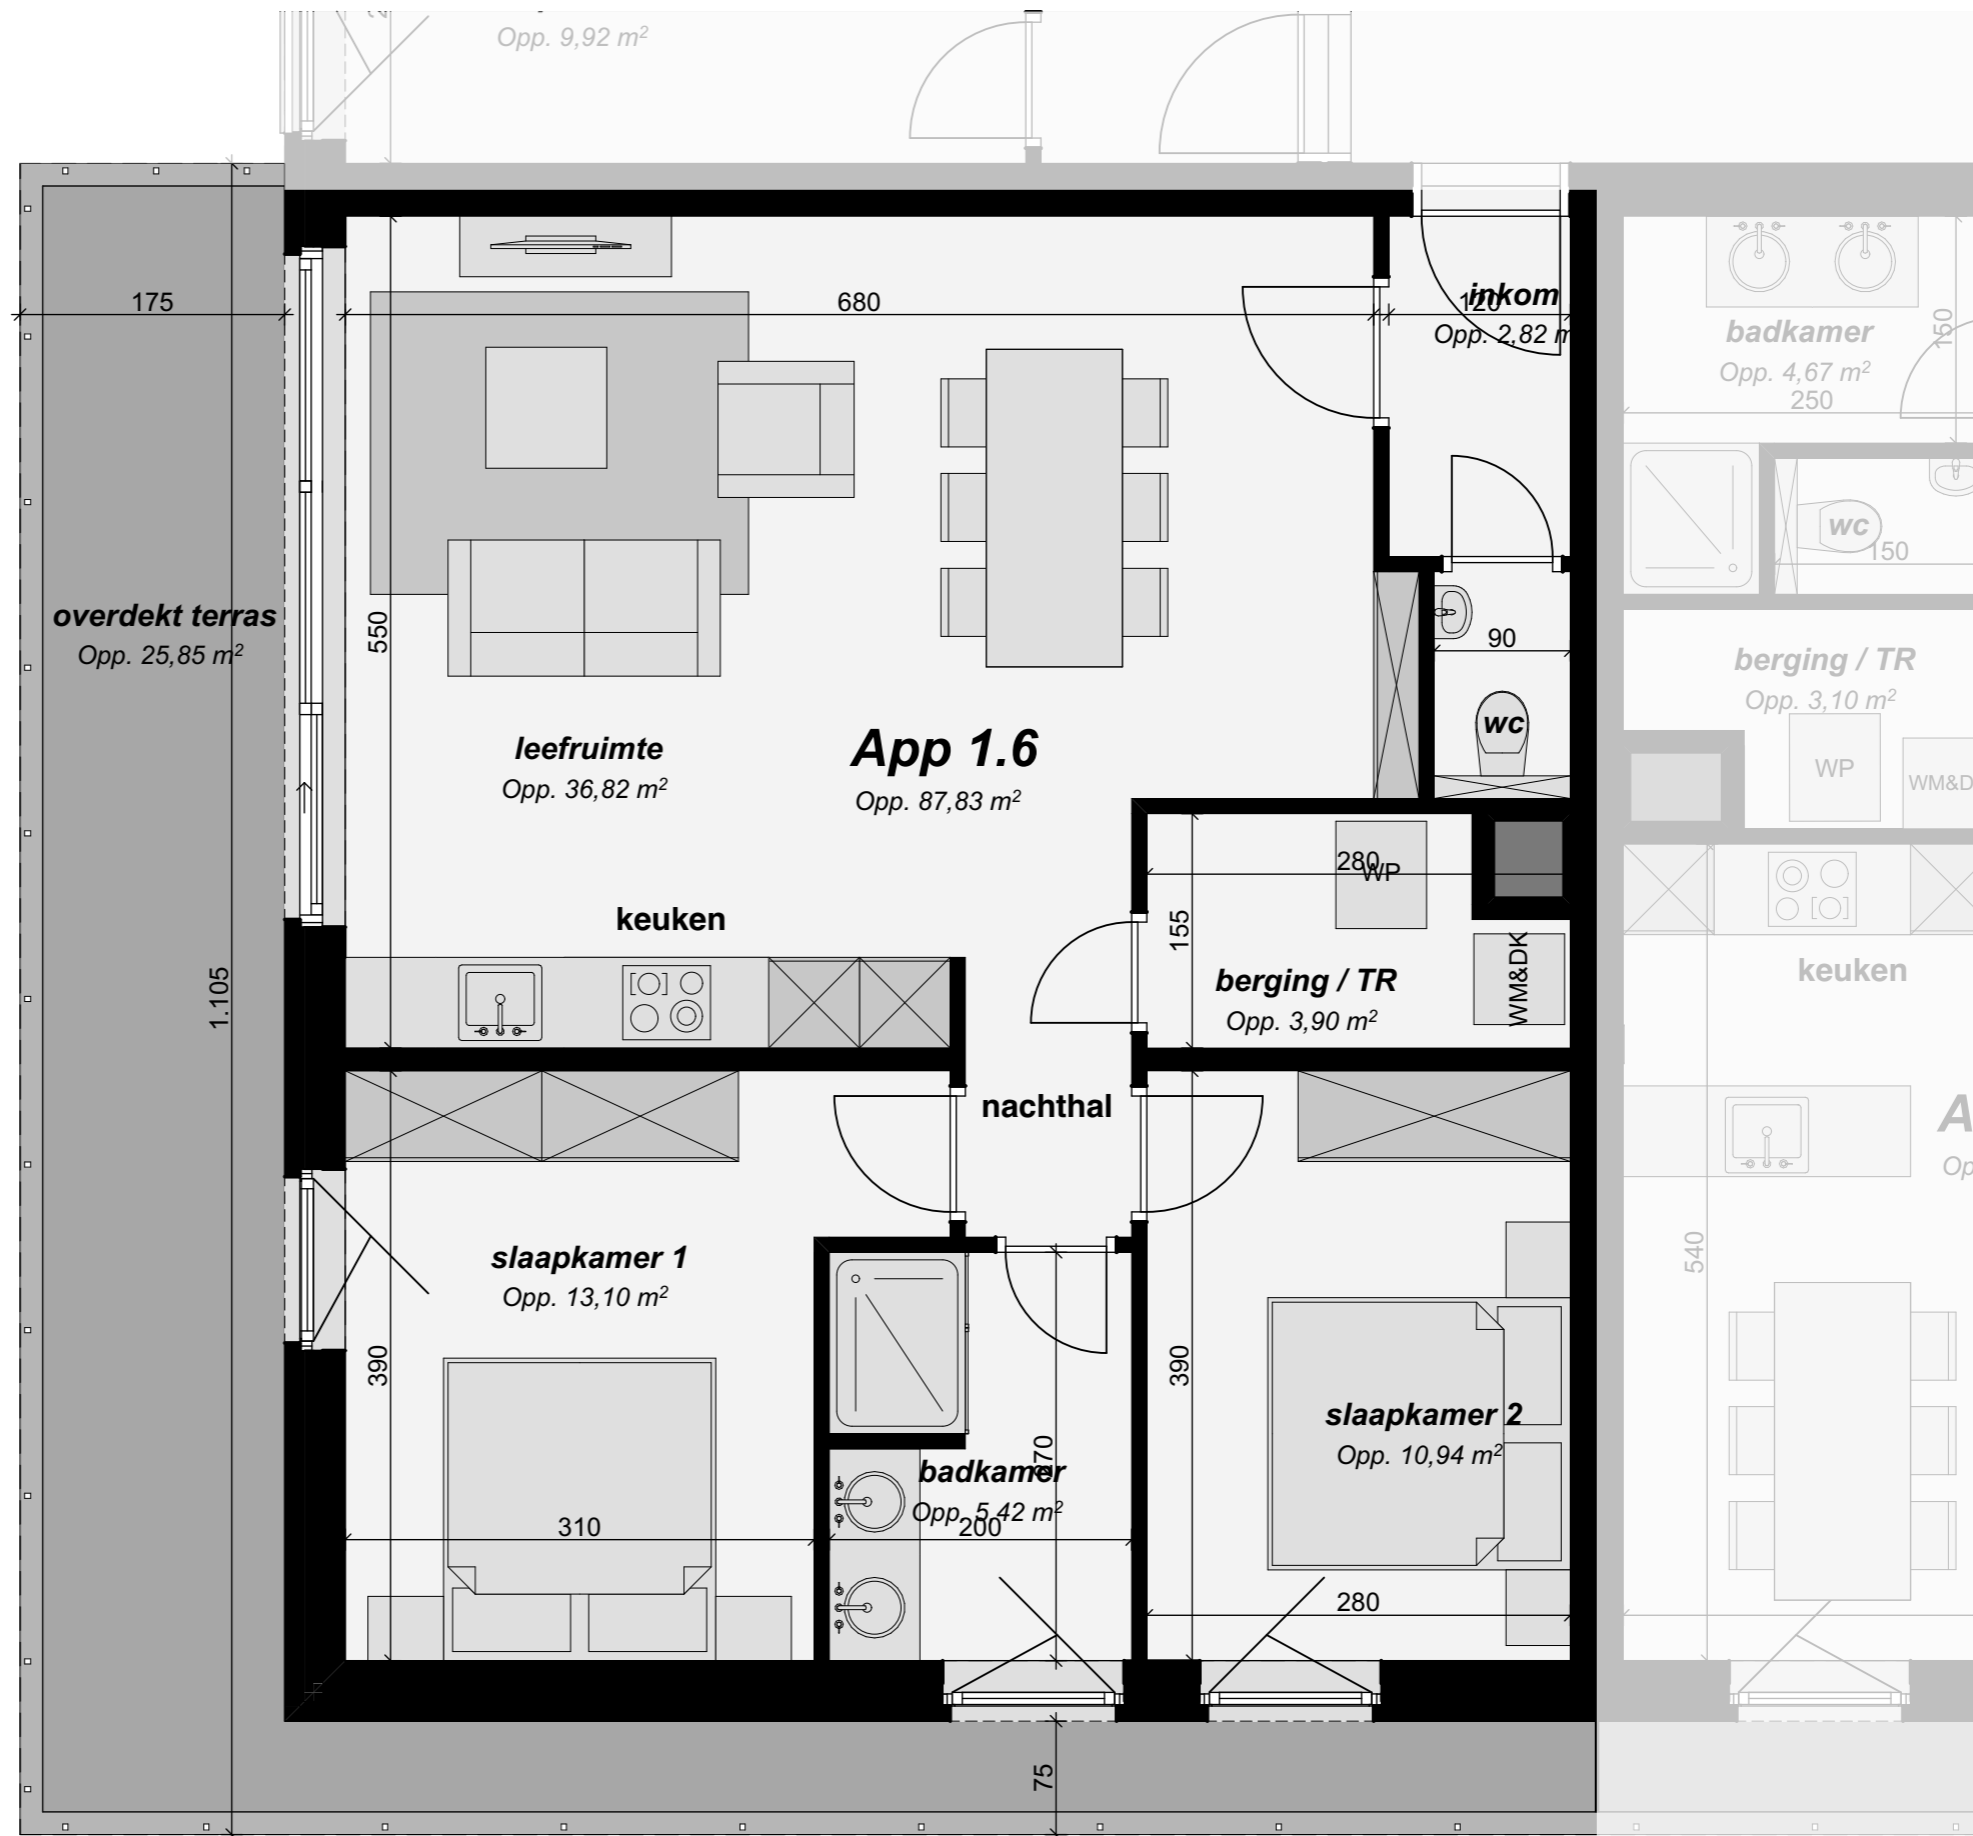 Opp. 9,92 m²
175
680
inkom
120
Opp. 2,82 m
badkamer
Opp. 4,67 m²
250
150
wc
150
overdekt terras
Opp. 25,85 m²
550
90
wc
berging / TR
Opp. 3,10 m²
WP
WM&D
leefruimte
Opp. 36,82 m²
App 1.6
Opp. 87,83 m²
280
WP
155
WM&DK
berging / TR
Opp. 3,90 m²
keuken
keuken
1.105
nachthal
A
Op
540
slaapkamer 1
Opp. 13,10 m²
390
390
slaapkamer 2
Opp. 10,94 m²
270
badkamer
Opp. 5,42 m²
310
200
280
75